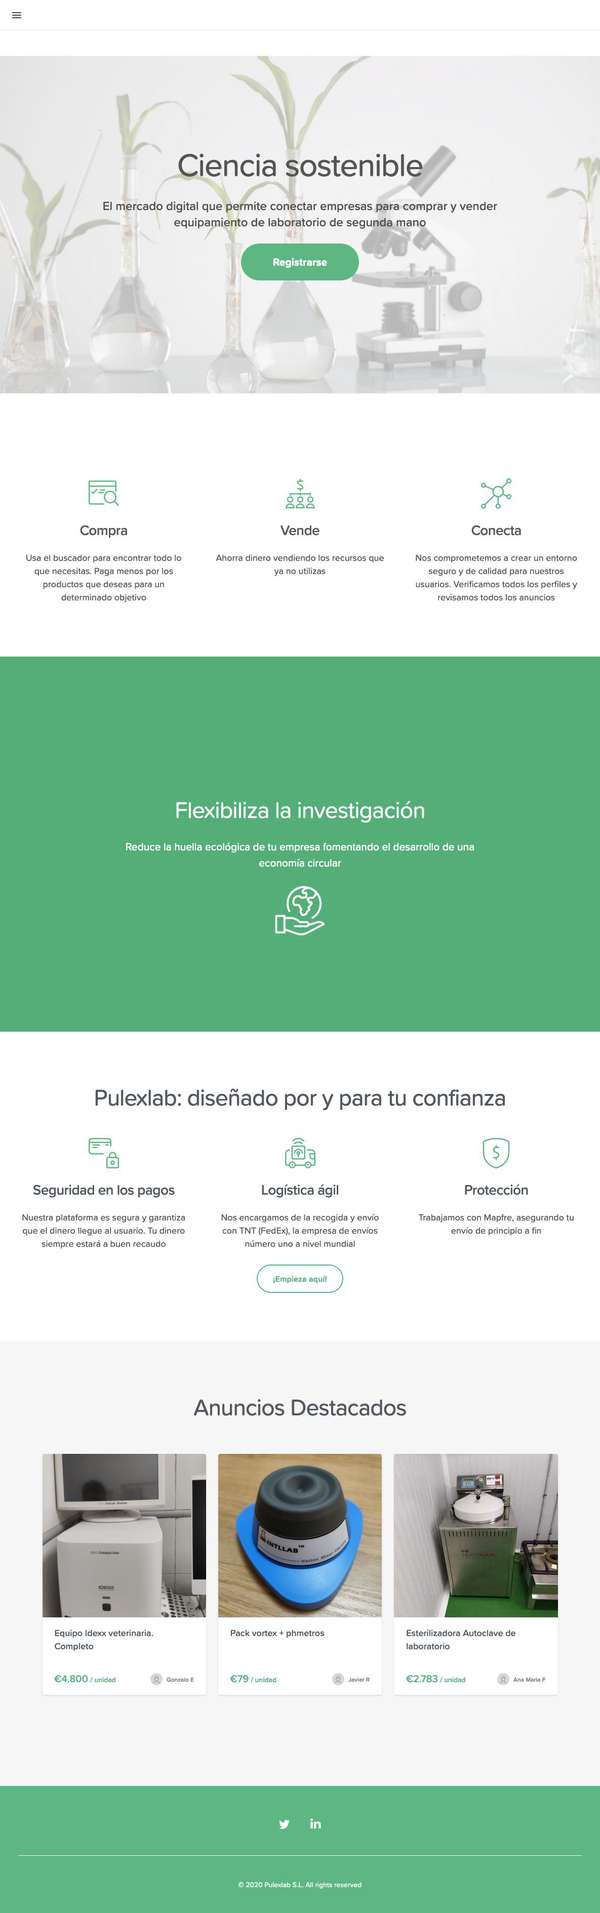 Ciencia sostenible
El mercado digital que permite conectar empresas para comprar y vender
equipamiento de laboratorio de segunda mano
Registrarse
Compra
Usa el buscador para encontrar todo lo
que necesitas. Paga menos por los
productos que deseas para un
determinado objetivo
Vende
Ahorra dinero vendiendo los recursos que
ya no utilizas
Conecta
Nos comprometemos a crear un entorno
seguro y de calidad para nuestros
usuarios. Verificamos todos los perfiles y
revisamos todos los anuncios
Flexibiliza la investigación
Reduce la huella ecológica de tu empresa fomentando el desarrollo de una
economía circular
Pulexlab: diseñado por y para tu confianza
Seguridad en los pagos
Nuestra plataforma es segura y garantiza
que el dinero llegue al usuario. Tu dinero
siempre estará a buen recaudo
Logística ágil
Nos encargamos de la recogida y envío
con TNT (FedEx), la empresa de envíos
número uno a nivel mundial
Protección
Trabajamos con Mapfre, asegurando tu
envío de principio a fin
¡Empieza aquí!
Anuncios Destacados
INTLLAB
Equipo Idexx veterinaria.
Completo
€4.800 / unidad
Gonzalo E
Pack vortex + phmetros
€79 / unidad
Javier R
Esterilizadora Autoclave de
laboratorio
€2.783 / unidad
Ana Maria F
© 2020 Pulexlab S.L. All rights reserved